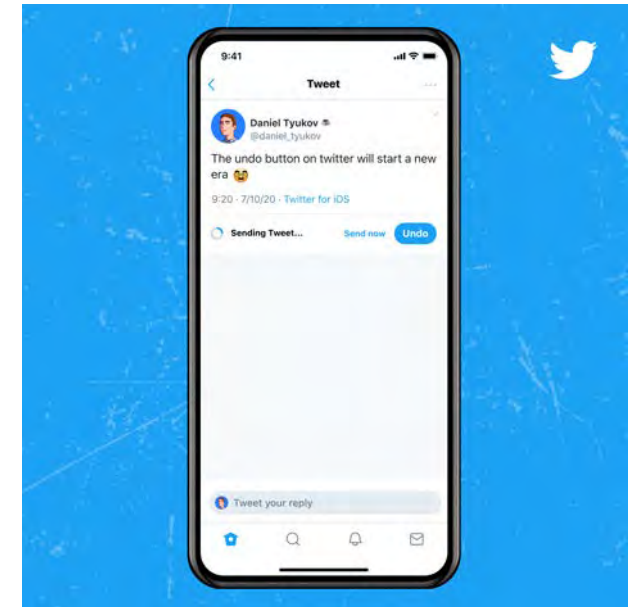 9:41
Tweet
Daniel Tyukov
@daniel_tyukov
The undo button on twitter will start a new
era 🥸
9:20 · 7/10/20 · Twitter for iOS
Sending Tweet... Send now Undo
Tweet your reply